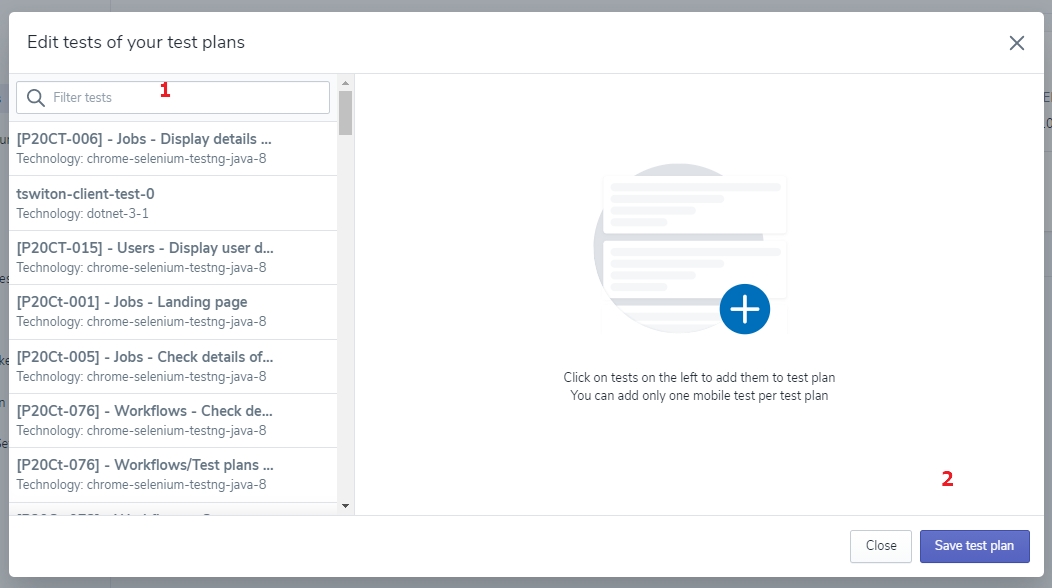 Edit tests of your test plans
Filter tests
1
[P20CT-006] - Jobs - Display details ...
Technology: chrome-selenium-testng-java-8
tswiton-client-test-0
Technology: dotnet-3-1
[P20CT-015] - Users - Display user d...
Technology: chrome-selenium-testng-java-8
[P20Ct-001] - Jobs - Landing page
Technology: chrome-selenium-testng-java-8
[P20Ct-005] - Jobs - Check details of...
Technology: chrome-selenium-testng-java-8
[P20Ct-076] - Workflows - Check de...
Technology: chrome-selenium-testng-java-8
[P20Ct-076] - Workflows/Test plans ...
Technology: chrome-selenium-testng-java-8
Click on tests on the left to add them to test plan
You can add only one mobile test per test plan
2
Close
Save test plan